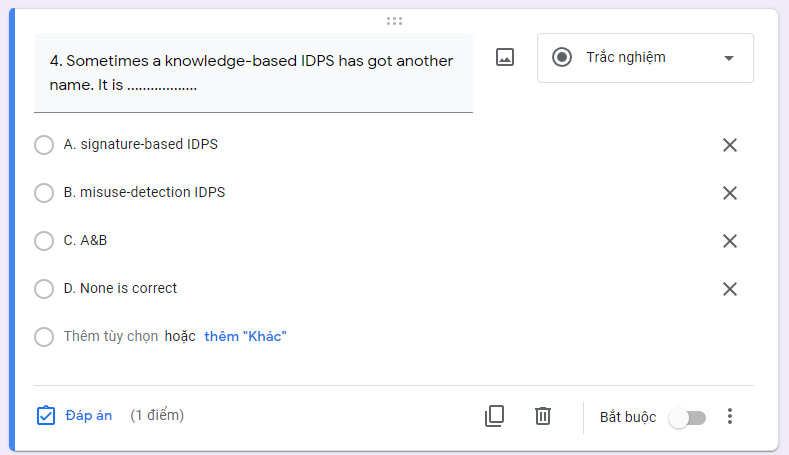 4. Sometimes a knowledge-based IDPS has got another
name. It is ..................
Trắc nghiệm
A. signature-based IDPS
B. misuse-detection IDPS
C. A&B
D. None is correct
Thêm tùy chọn hoặc thêm "Khác"
Đáp án (1 điểm)
Bắt buộc